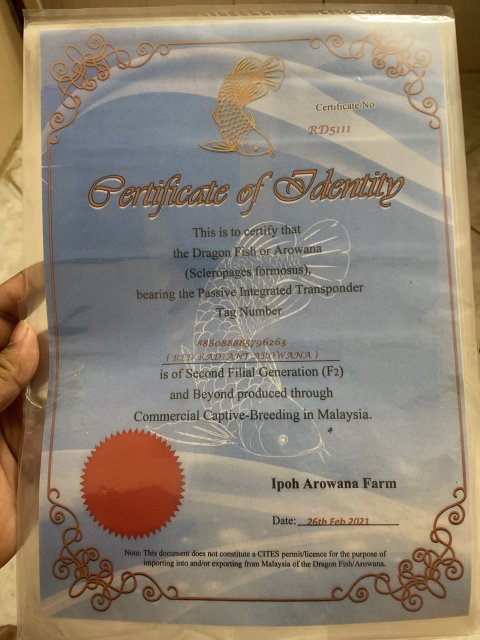 Certificate No
RD5111
Certificate of Identity
This is to certify that
the Dragon Fish or Arowana
(Scleropages formosus),
bearing the Passive Integrated Transponder
Tag Number
888088885796263
( RED RADIANT AROWANA )
is of Second Filial Generation (F2)
and Beyond produced through
Commercial Captive-Breeding in Malaysia.
Ipoh Arowana Farm
Date: 26th Feb 2021
Note: This document does not constitute a CITES permit/licence for the purpose of
importing into and/or exporting from Malaysia of the Dragon Fish/Arowana.